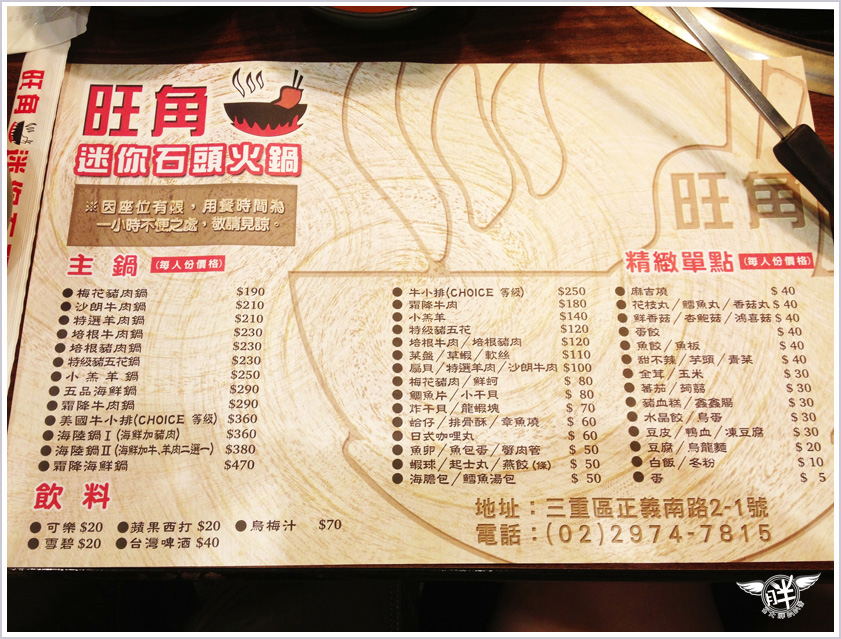 旺角
迷你石頭火鍋
※因座位有限，用餐時間為
一小時不便之處，敬請見諒。
旺角
主鍋 (每人份價格)
●梅花豬肉鍋 $190
●沙朗牛肉鍋 $210
●特選羊肉鍋 $210
●培根牛肉鍋 $230
●培根豬肉鍋 $230
●特級豬五花鍋 $230
●小羔羊鍋 $250
●五品海鮮鍋 $290
●霜降牛肉鍋 $290
●美國牛小排(CHOICE 等級) $360
●海陸鍋I(海鮮加豬肉) $360
●海陸鍋II(海鮮加牛.羊肉二選一) $380
●霜降海鮮鍋 $470
飲料
●可樂 $20 ●蘋果西打 $20 ●烏梅汁 $70
●雪碧 $20 ●台灣啤酒 $40
●牛小排(CHOICE 等級) $250
●霜降牛肉 $180
●小羔羊 $140
●特級豬五花 $120
●培根牛肉／培根豬肉 $120
●菜盤／草蝦／軟絲 $110
●扇貝／特選羊肉／沙朗牛肉 $100
●梅花豬肉／鮮蚵 $ 80
●鯛魚片／小干貝 $ 80
●炸干貝／龍蝦塊 $ 70
●蛤仔／排骨酥／章魚燒 $ 60
●日式咖哩丸 $ 60
●魚卵／魚包蛋／蟹肉管 $ 50
●蝦球／起士丸／燕餃(條) $ 50
●海膽包／鱈魚湯包 $ 50
精緻單點 (每人份價格)
●麻吉燒 $ 40
●花枝丸／鱈魚丸／香菇丸 $ 40
●鮮香菇／杏鮑菇／鴻喜菇 $ 40
●蛋餃 $ 40
●魚餃／魚板 $ 40
●甜不辣／芋頭／青菜 $ 40
●金茸／玉米 $ 30
●蕃茄／蒟蒻 $ 30
●豬血糕／鑫鑫腸 $ 30
●水晶餃／鳥蛋 $ 30
●豆皮／鴨血／凍豆腐 $ 30
●豆腐／烏龍麵 $ 20
●白飯／冬粉 $ 10
●蛋 $ 5
地址：三重區正義南路2-1號
電話：(02)2974-7815
旺角
胖